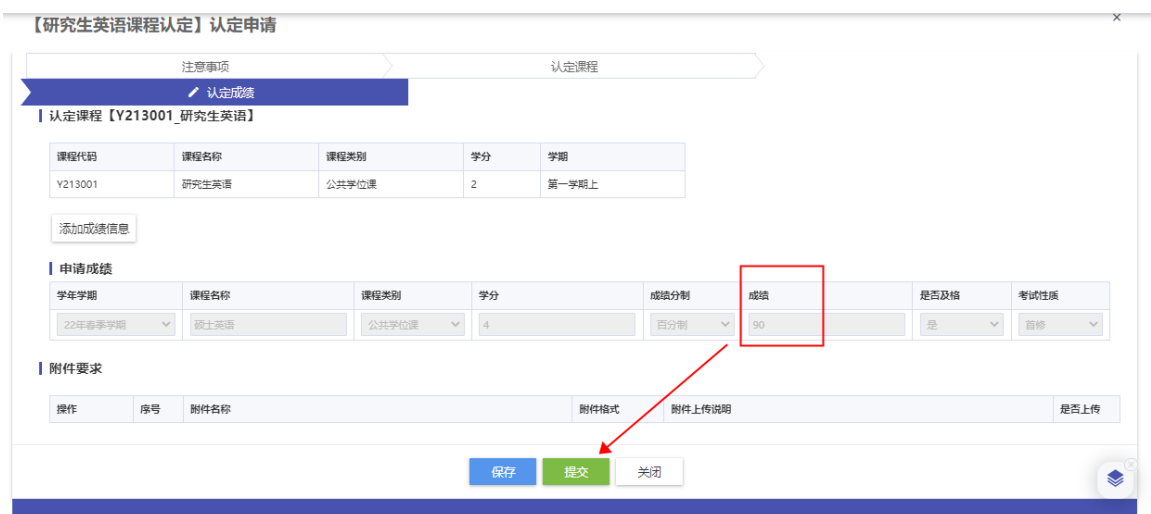 【研究生英语课程认定】认定申请
×
注意事项
认定课程
认定成绩
认定课程【Y213001_研究生英语】
课程代码 课程名称 课程类别 学分 学期
Y213001 研究生英语 公共学位课 2 第一学期上
添加成绩信息
申请成绩
学年学期 课程名称 课程类别 学分 成绩分制 成绩 是否及格 考试性质
22年春季学期 硕士英语 公共学位课 4 百分制 90 是 首修
附件要求
操作 序号 附件名称 附件格式 附件上传说明 是否上传
保存 提交 关闭